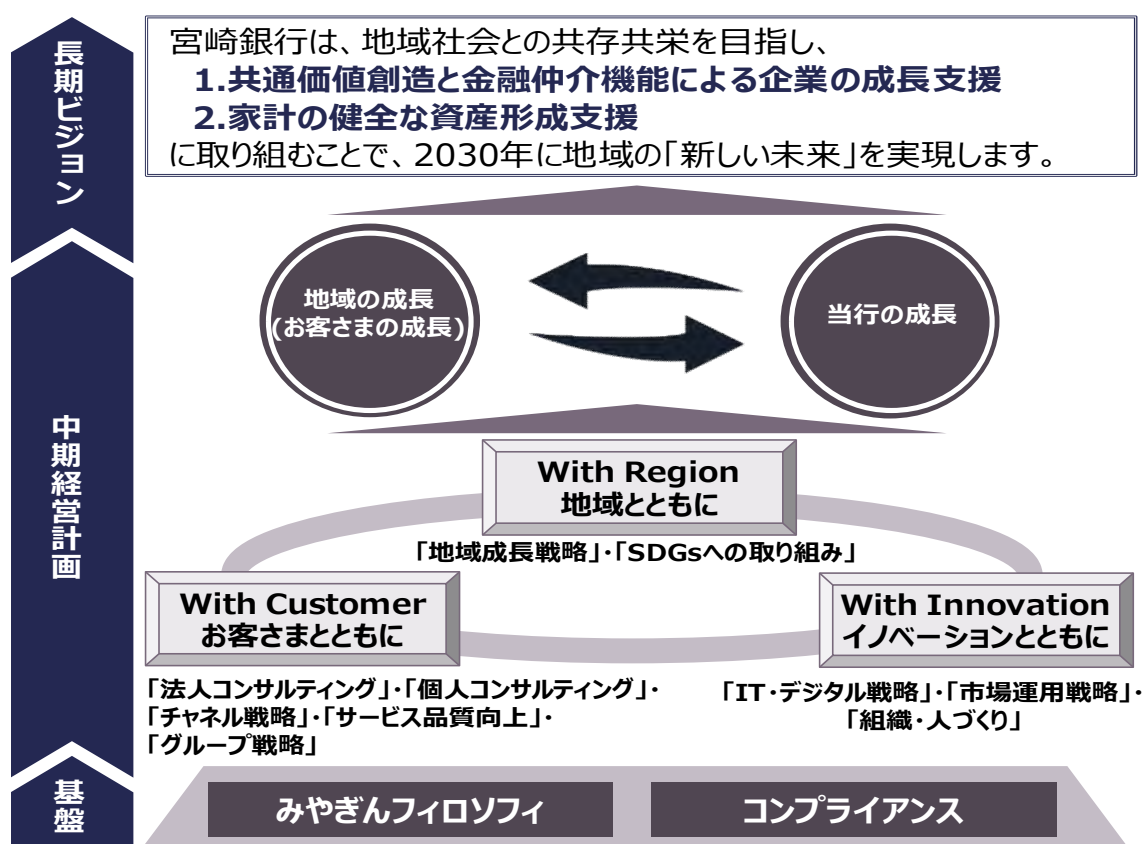 長期ビジョン
宮崎銀行は、地域社会との共存共栄を目指し、
1.共通価値創造と金融仲介機能による企業の成長支援
2.家計の健全な資産形成支援
に取り組むことで、2030年に地域の「新しい未来」を実現します。
中期経営計画
地域の成長
(お客さまの成長)
当行の成長
With Region
地域とともに
「地域成長戦略」・「SDGsへの取り組み」
With Customer
お客さまとともに
「法人コンサルティング」・「個人コンサルティング」・
「チャネル戦略」・「サービス品質向上」・
「グループ戦略」
With Innovation
イノベーションとともに
「IT・デジタル戦略」・「市場運用戦略」・
「組織・人づくり」
基盤
みやぎんフィロソフィ
コンプライアンス